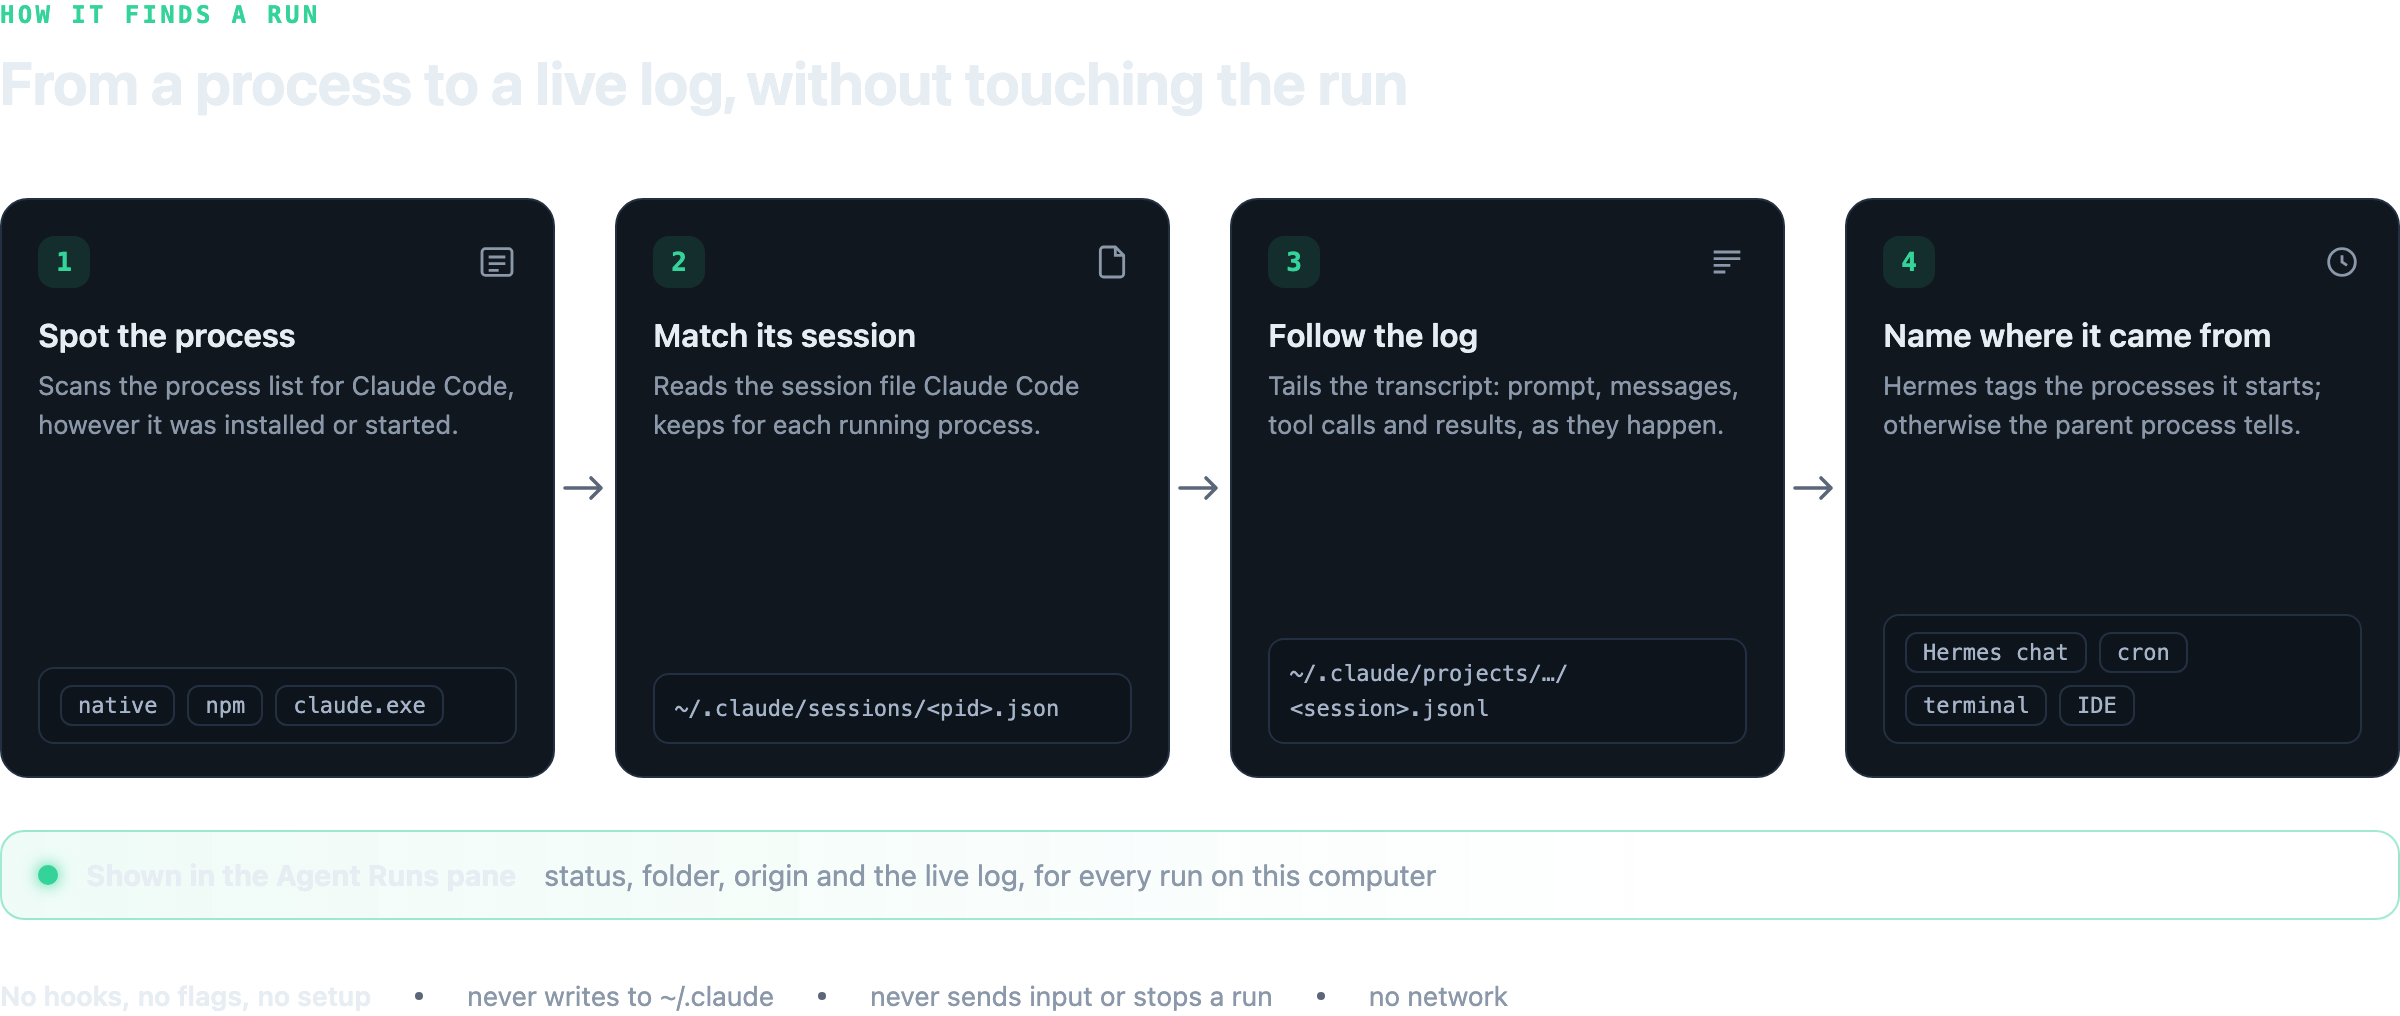 HOW IT FINDS A RUN
From a process to a live log, without touching the run
1
Spot the process
Scans the process list for Claude Code,
however it was installed or started.
native npm claude.exe
2
Match its session
Reads the session file Claude Code
keeps for each running process.
~/.claude/sessions/<pid>.json
3
Follow the log
Tails the transcript: prompt, messages,
tool calls and results, as they happen.
~/.claude/projects/…/
<session>.jsonl
4
Name where it came from
Hermes tags the processes it starts;
otherwise the parent process tells.
Hermes chat cron
terminal IDE
Shown in the Agent Runs pane status, folder, origin and the live log, for every run on this computer
No hooks, no flags, no setup • never writes to ~/.claude • never sends input or stops a run • no network